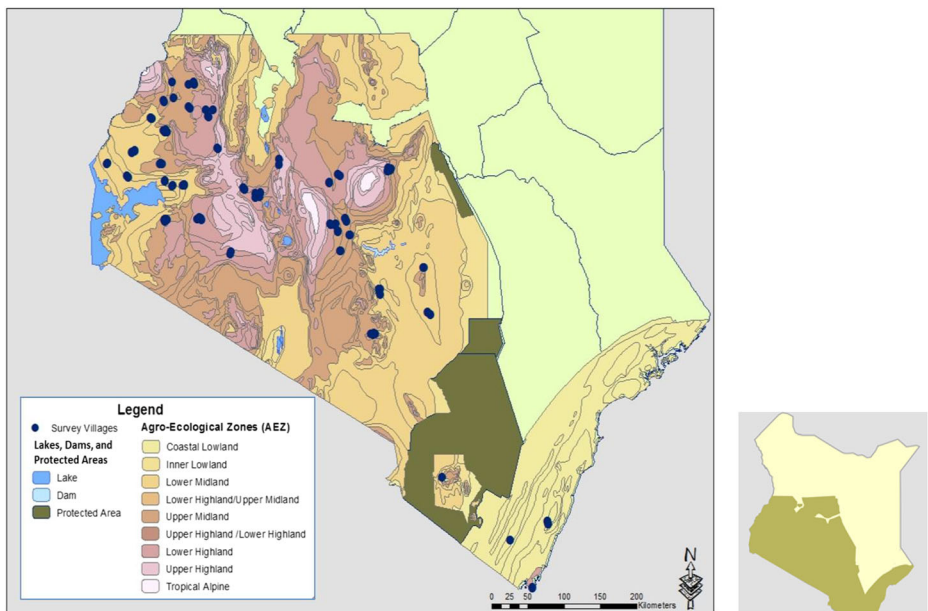 Legend
Survey Villages
Lakes, Dams, and
Protected Areas
Lake
Dam
Protected Area
Agro-Ecological Zones (AEZ)
Coastal Lowland
Inner Lowland
Lower Midland
Lower Highland/Upper Midland
Upper Midland
Upper Highland /Lower Highland
Lower Highland
Upper Highland
Tropical Alpine
N
0 25 50 100 150 200
Kilometers